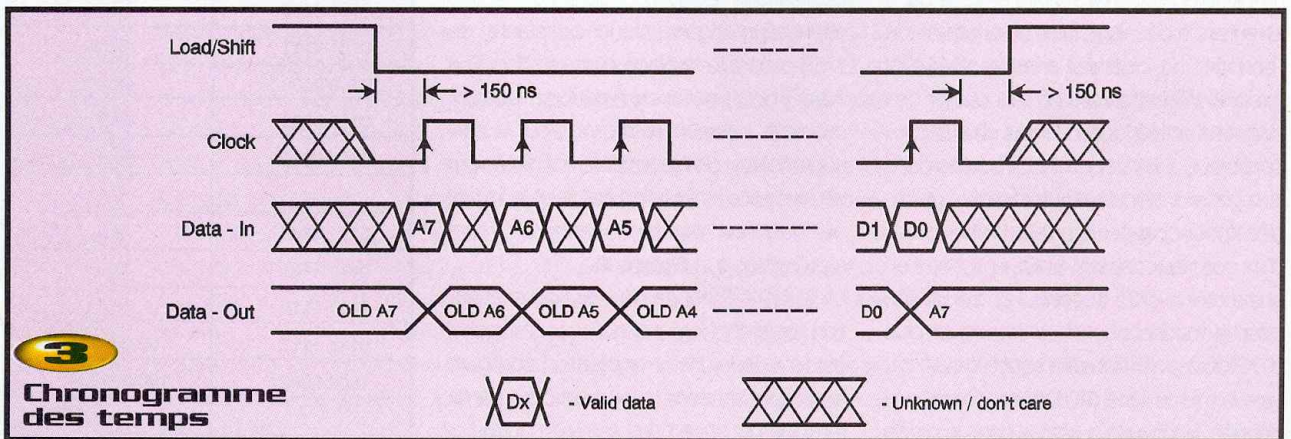 Load/Shift
> 150 ns > 150 ns
Clock
Data - In A7 A6 A5 D1 D0
Data - Out OLD A7 OLD A6 OLD A5 OLD A4 D0 A7
3
Chronogramme
des temps
Dx - Valid data - Unknown / don't care